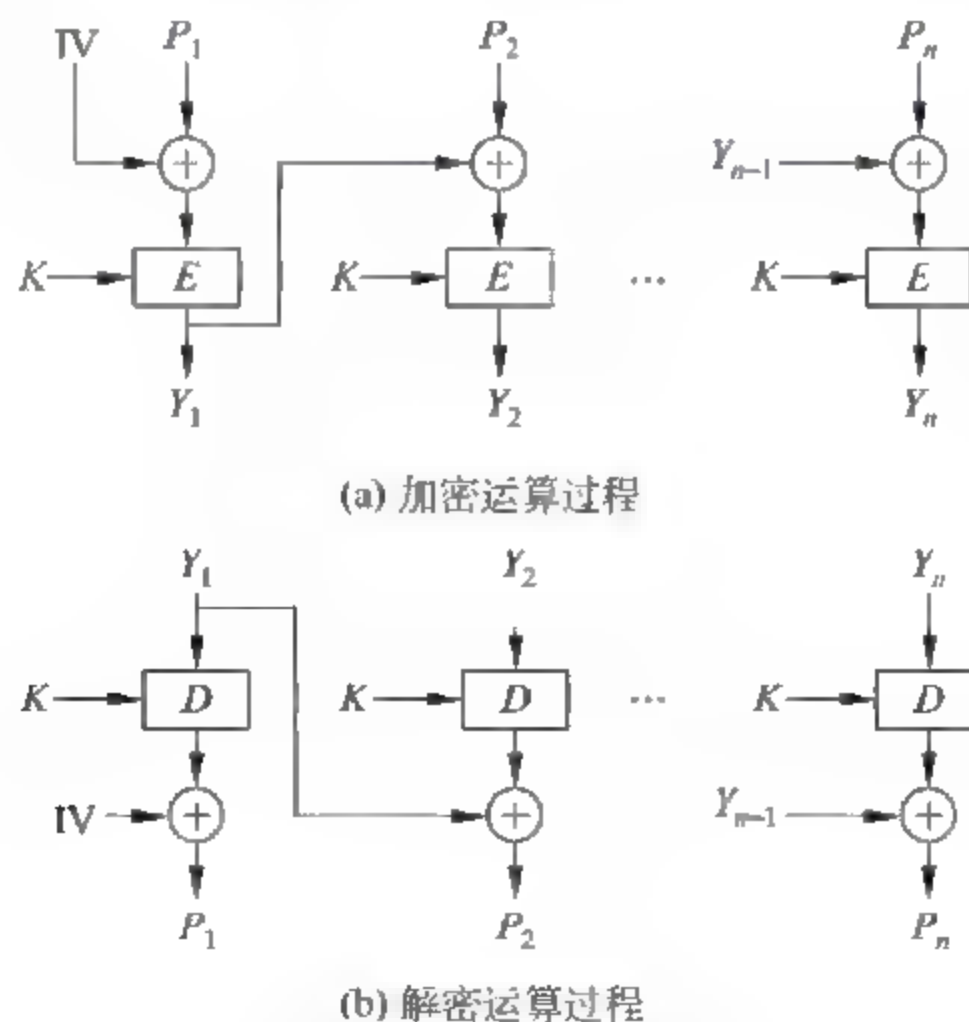 IV P₁ P₂ Pₙ
+ + Yₙ₋₁ +
K E K E ... K E
Y₁ Y₂ Yₙ
(a) 加密运算过程
Y₁ Y₂ Yₙ
K D K D ... K D
IV + + Yₙ₋₁ +
P₁ P₂ Pₙ
(b) 解密运算过程